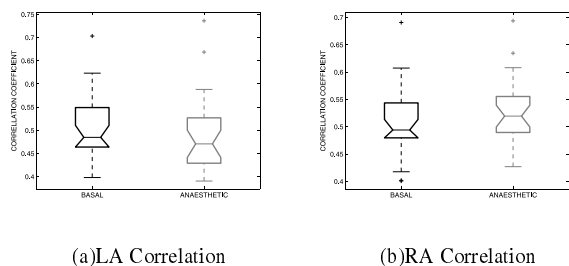 0.75
0.7
0.65
0.6
0.55
0.5
0.45
0.4
CORRELLATION COEFFICIENT
BASAL ANAESTHETIC
(a)LA Correlation
0.7
0.65
0.6
0.55
0.5
0.45
0.4
CORRELLATION COEFFICIENT
BASAL ANAESTHETIC
(b)RA Correlation